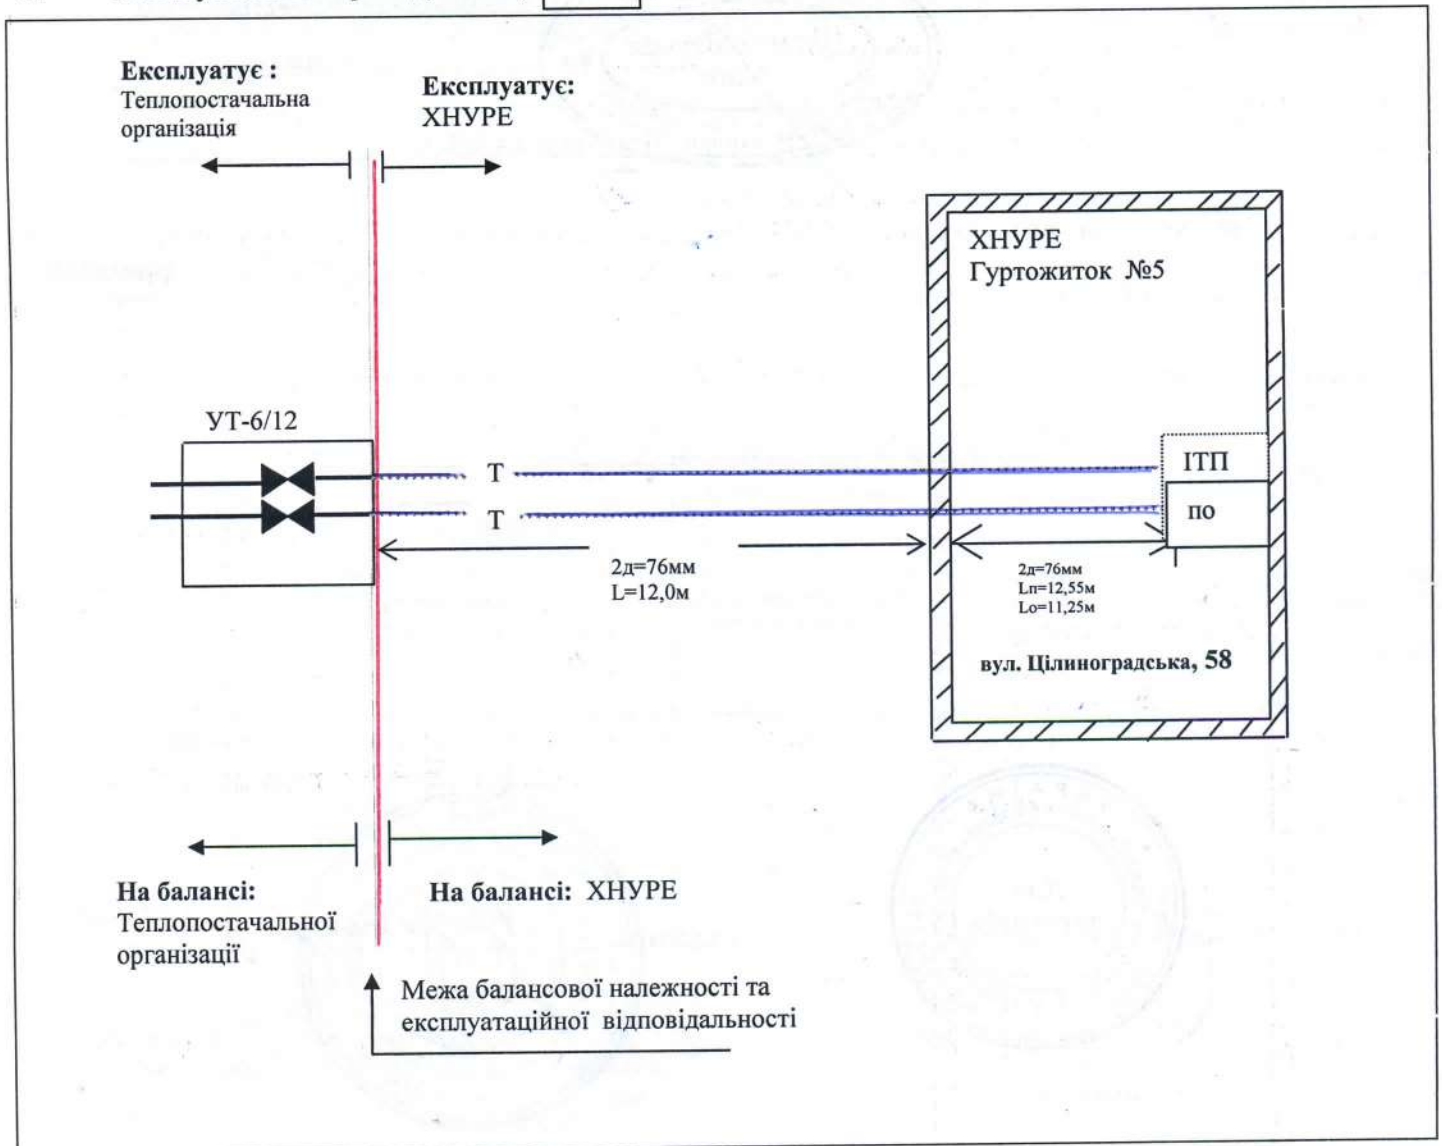 Експлуатує :
Теплопостачальна
організація
Експлуатує:
ХНУРЕ
ХНУРЕ
Гуртожиток №5
УТ-6/12
Т
Т
ІТП
по
2д=76мм
L=12,0м
2д=76мм
Lп=12,55м
Lо=11,25м
вул. Цілиноградська, 58
На балансі:
Теплопостачальної
організації
На балансі: ХНУРЕ
Межа балансової належності та
експлуатаційної відповідальності